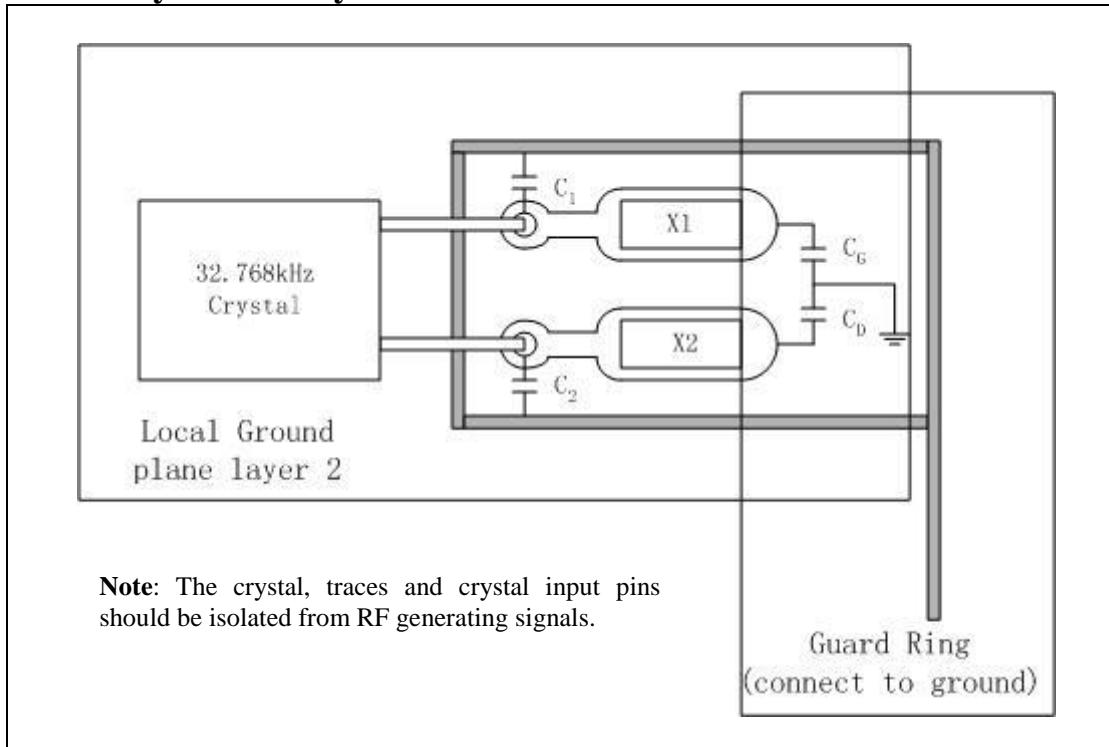 C1
X1
CG
32.768kHz
Crystal
CD
X2
C2
Local Ground
plane layer 2
Note: The crystal, traces and crystal input pins
should be isolated from RF generating signals.
Guard Ring
(connect to ground)